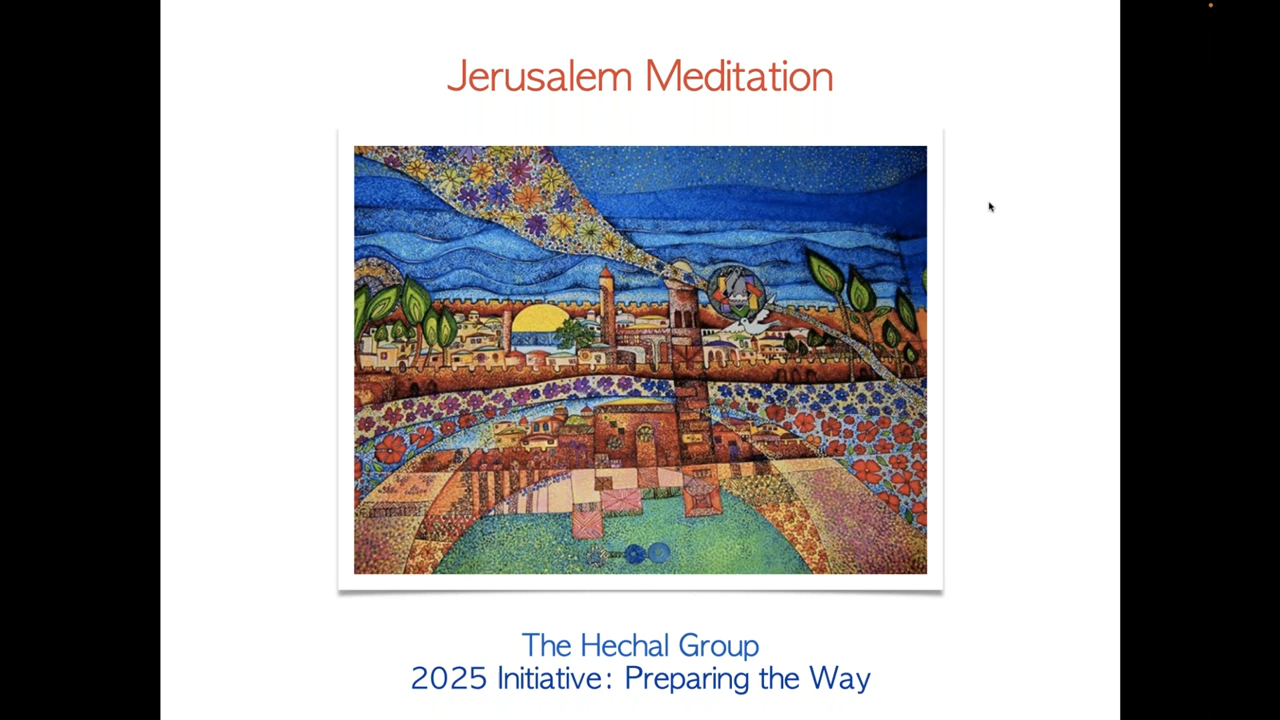 Jerusalem Meditation
The Hechal Group
2025 Initiative: Preparing the Way